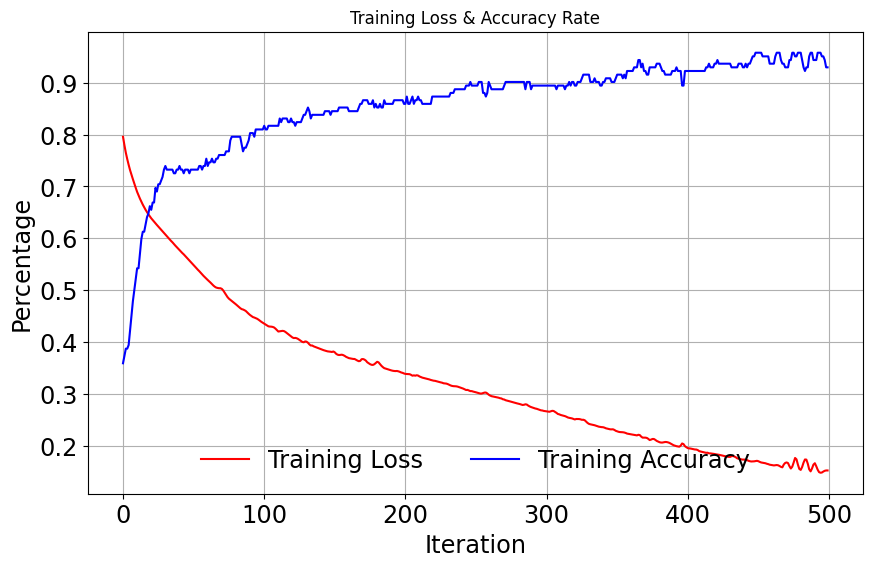 Training Loss & Accuracy Rate
Percentage
0.9
0.8
0.7
0.6
0.5
0.4
0.3
0.2
Training Loss Training Accuracy
0 100 200 300 400 500
Iteration